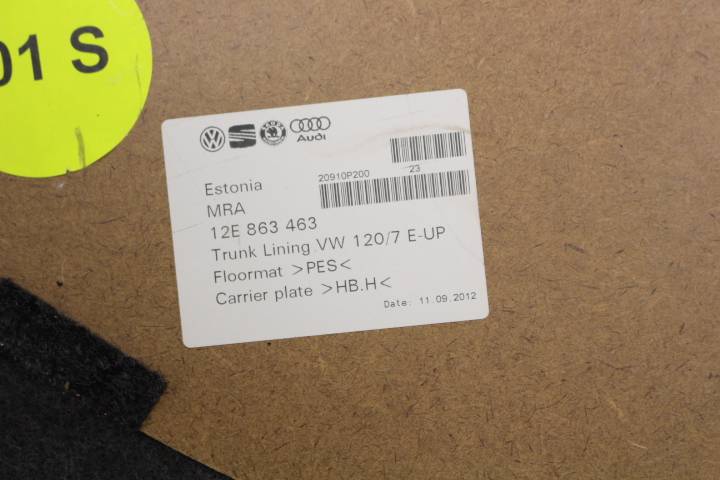 01 S
Audi
20910P200
23
Estonia
MRA
12E 863 463
Trunk Lining VW 120/7 E-UP
Floormat >PES<
Carrier plate >HB.H<
Date: 11.09.2012